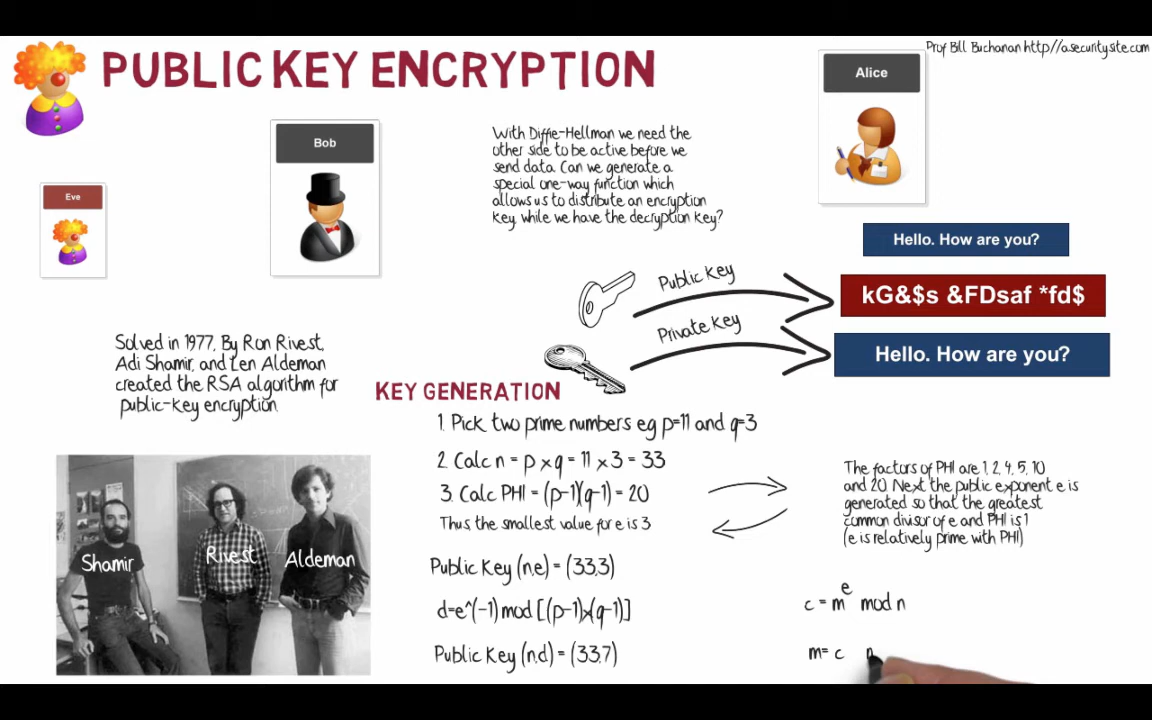 Prof Bill Buchanan http://asecuritysite.com
PUBLIC KEY ENCRYPTION
Alice
Bob
Eve
With Diffie-Hellman we need the
other side to be active before we
send data. Can we generate a
special one-way function which
allows us to distribute an encryption
key, while we have the decryption key?
Hello. How are you?
Public Key
kG&$s &FDsaf *fd$
Private Key
Hello. How are you?
Solved in 1977, By Ron Rivest,
Adi Shamir, and Len Aldeman
created the RSA algorithm for
public-key encryption.
KEY GENERATION
1. Pick two prime numbers eg p=11 and q=3
2. Calc n = p x q = 11 x 3 = 33
3. Calc PHI = (p-1)(q-1) = 20
Thus the smallest value for e is 3
The factors of PHI are 1, 2, 4, 5, 10
and 20. Next the public exponent e is
generated so that the greatest
common divisor of e and PHI is 1
(e is relatively prime with PHI)
Shamir
Rivest
Aldeman
Public Key (n,e) = (33,3)
d=e^(-1) mod [(p-1)x(q-1)]
Public Key (n,d) = (33,7)
c = m^e mod n
m= c